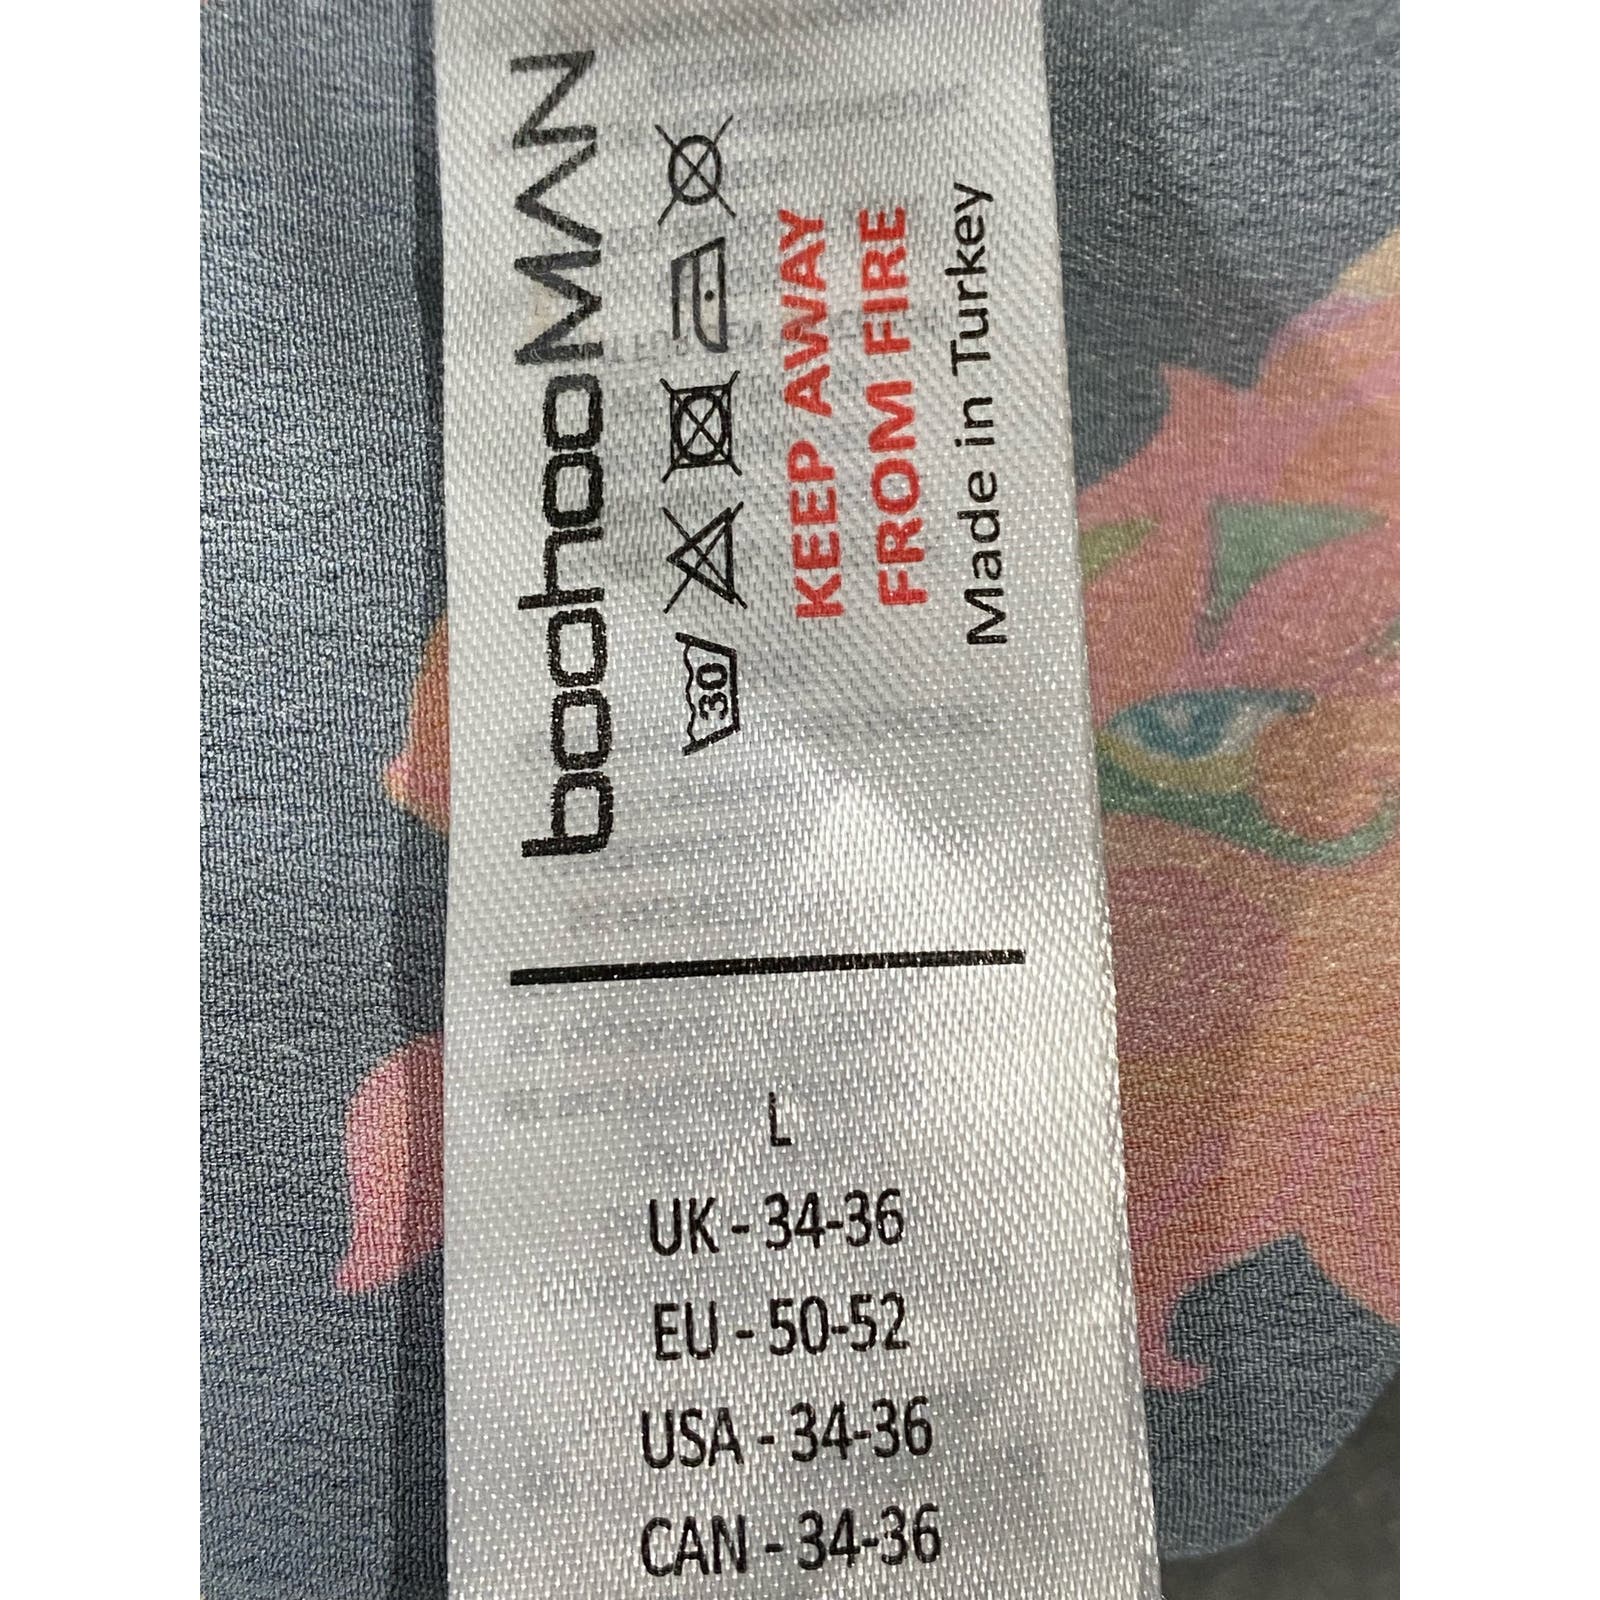 boohooMAN
30
KEEP AWAY
FROM FIRE
Made in Turkey
L
UK - 34-36
EU - 50-52
USA - 34-36
CAN - 34-36